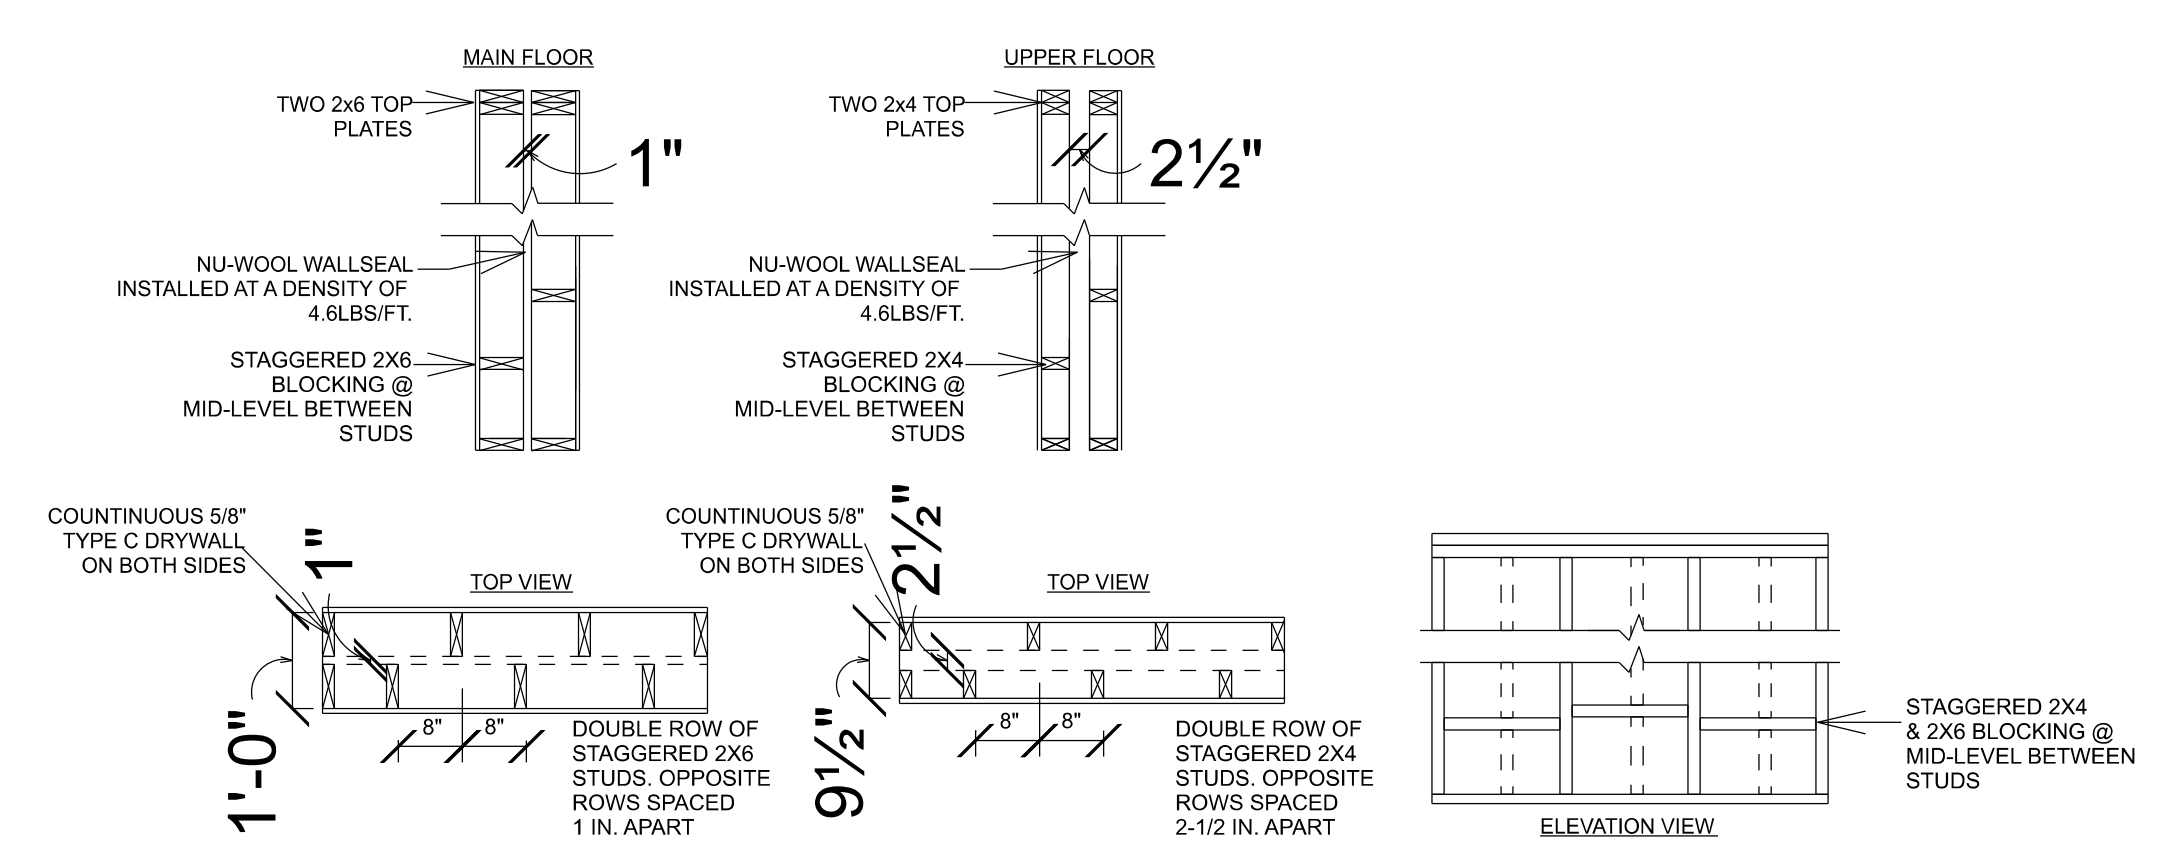 MAIN FLOOR
TWO 2x6 TOP
PLATES
1"
NU-WOOL WALLSEAL
INSTALLED AT A DENSITY OF
4.6LBS/FT.
STAGGERED 2X6
BLOCKING @
MID-LEVEL BETWEEN
STUDS
UPPER FLOOR
TWO 2x4 TOP
PLATES
2½"
NU-WOOL WALLSEAL
INSTALLED AT A DENSITY OF
4.6LBS/FT.
STAGGERED 2X4
BLOCKING @
MID-LEVEL BETWEEN
STUDS
COUNTINUOUS 5/8"
TYPE C DRYWALL
ON BOTH SIDES
1"
TOP VIEW
1'-0"
8"
8"
DOUBLE ROW OF
STAGGERED 2X6
STUDS. OPPOSITE
ROWS SPACED
1 IN. APART
COUNTINUOUS 5/8"
TYPE C DRYWALL
ON BOTH SIDES
2½"
TOP VIEW
9½"
8"
8"
DOUBLE ROW OF
STAGGERED 2X4
STUDS. OPPOSITE
ROWS SPACED
2-1/2 IN. APART
STAGGERED 2X4
& 2X6 BLOCKING @
MID-LEVEL BETWEEN
STUDS
ELEVATION VIEW